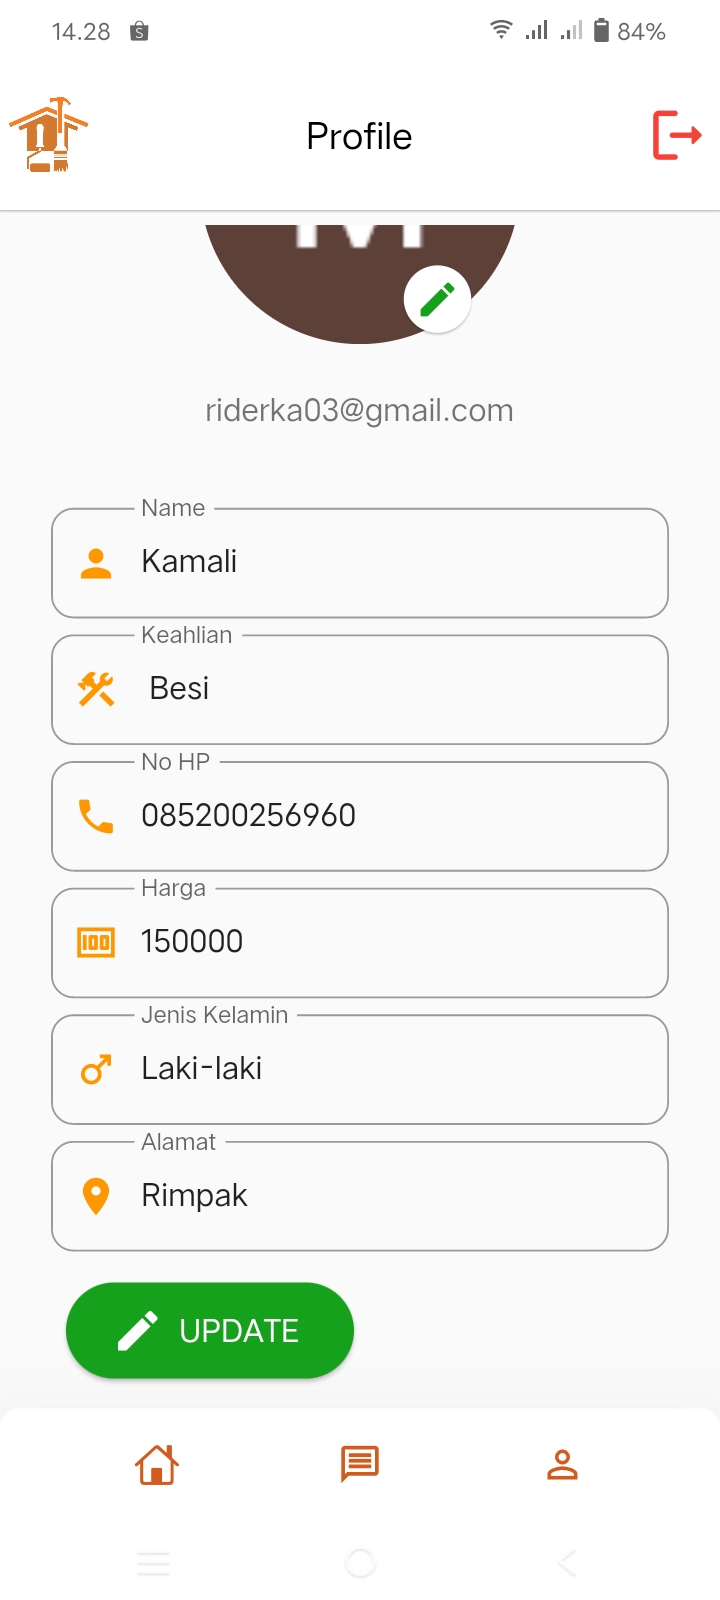 14.28
84%
Profile
riderka03@gmail.com
Name
Kamali
Keahlian
Besi
No HP
085200256960
Harga
100
150000
Jenis Kelamin
Laki-laki
Alamat
Rimpak
UPDATE